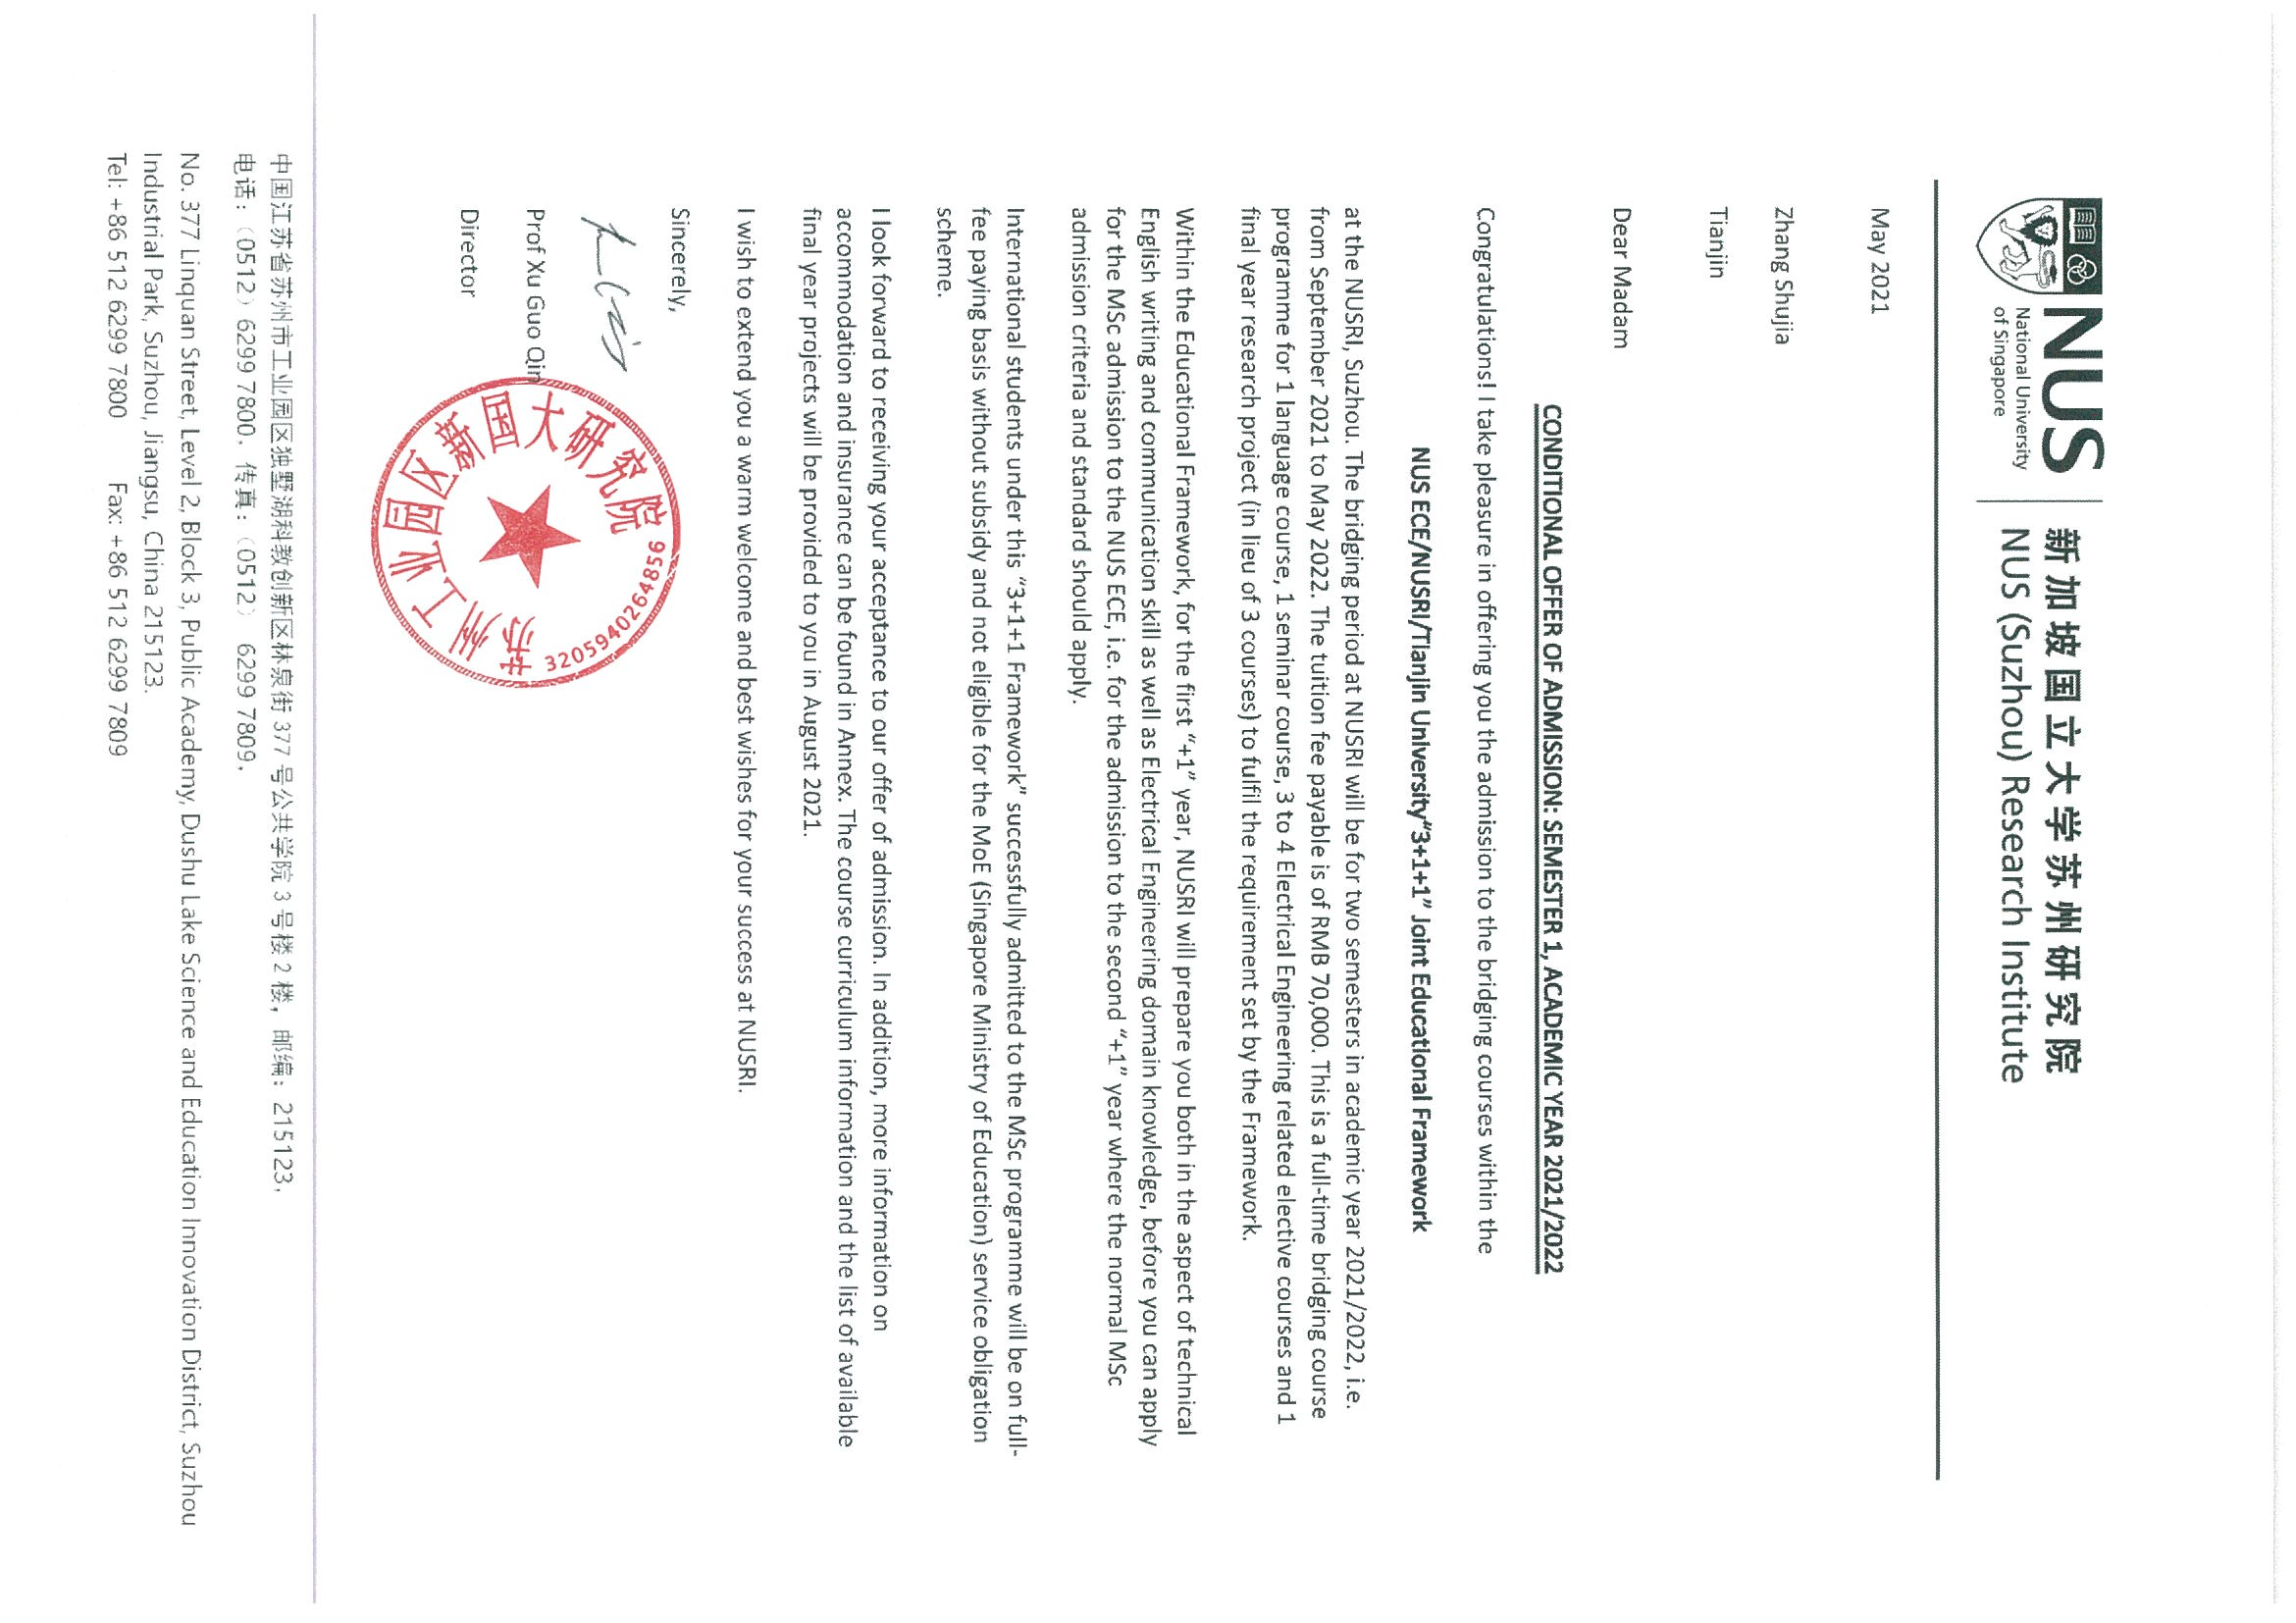 NUS
National University
of Singapore
新加坡国立大学苏州研究院
NUS (Suzhou) Research Institute
May 2021
Zhang Shujia
Tianjin
Dear Madam
CONDITIONAL OFFER OF ADMISSION: SEMESTER 1, ACADEMIC YEAR 2021/2022
Congratulations! I take pleasure in offering you the admission to the bridging courses within the
NUS ECE/NUSRI/Tianjin University“3+1+1” Joint Educational Framework
at the NUSRI, Suzhou. The bridging period at NUSRI will be for two semesters in academic year 2021/2022, i.e.
from September 2021 to May 2022. The tuition fee payable is of RMB 70,000. This is a full-time bridging course
programme for 1 language course, 1 seminar course, 3 to 4 Electrical Engineering related elective courses and 1
final year research project (in lieu of 3 courses) to fulfil the requirement set by the Framework.
Within the Educational Framework, for the first “+1” year, NUSRI will prepare you both in the aspect of technical
English writing and communication skill as well as Electrical Engineering domain knowledge, before you can apply
for the MSc admission to the NUS ECE, i.e. for the admission to the second “+1” year where the normal MSc
admission criteria and standard should apply.
International students under this “3+1+1 Framework” successfully admitted to the MSc programme will be on full-
fee paying basis without subsidy and not eligible for the MoE (Singapore Ministry of Education) service obligation
scheme.
I look forward to receiving your acceptance to our offer of admission. In addition, more information on
accommodation and insurance can be found in Annex. The course curriculum information and the list of available
final year projects will be provided to you in August 2021.
I wish to extend you a warm welcome and best wishes for your success at NUSRI.
Sincerely,
Prof Xu Guo Qin
Director
苏州工业园区新国大研究院
3205940264856
中国江苏省苏州市工业园区独墅湖科教创新区林泉街 377 号公共学院 3 号楼 2 楼，邮编：215123.
电话：(0512) 6299 7800. 传真：(0512) 6299 7809.
No. 377 Linquan Street, Level 2, Block 3, Public Academy, Dushu Lake Science and Education Innovation District, Suzhou
Industrial Park, Suzhou, Jiangsu, China 215123.
Tel: +86 512 6299 7800 Fax: +86 512 6299 7809